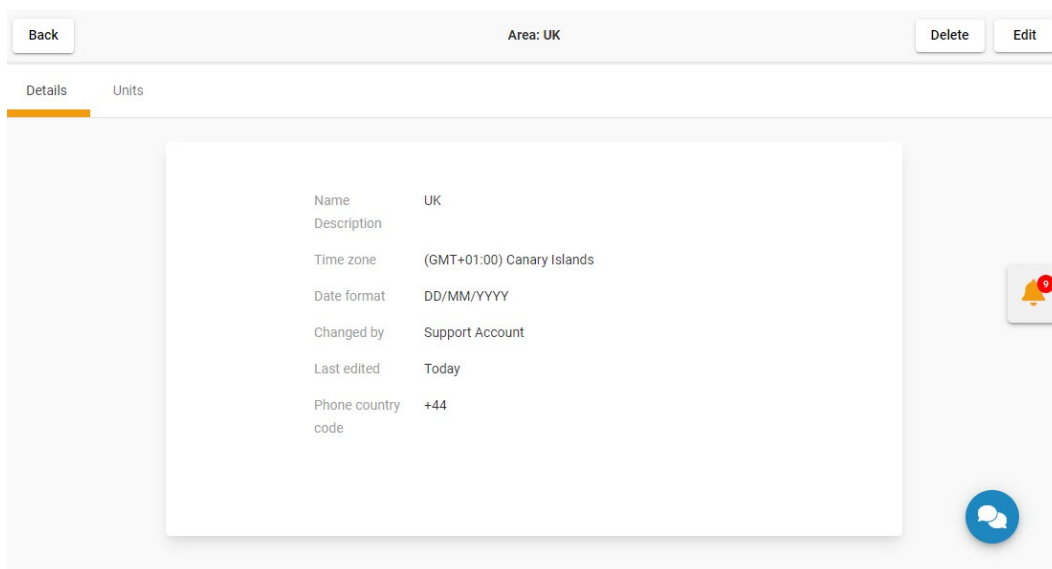 Back
Area: UK
Delete
Edit
Details
Units
Name UK
Description
Time zone (GMT+01:00) Canary Islands
Date format DD/MM/YYYY
Changed by Support Account
Last edited Today
Phone country +44
code
9